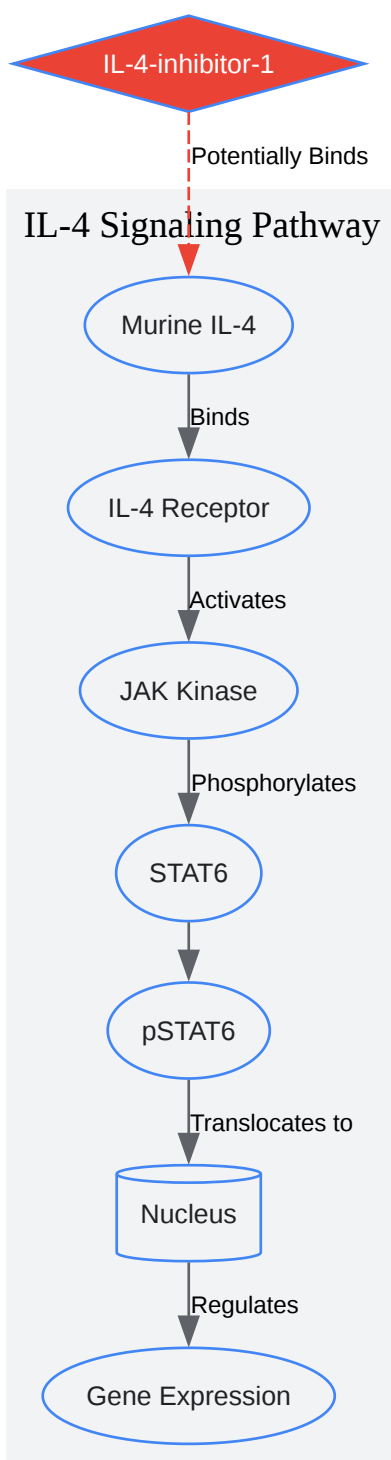 IL-4-inhibitor-1
Potentially Binds
IL-4 Signaling Pathway
Murine IL-4
Binds
IL-4 Receptor
Activates
JAK Kinase
Phosphorylates
STAT6
pSTAT6
Translocates to
Nucleus
Regulates
Gene Expression